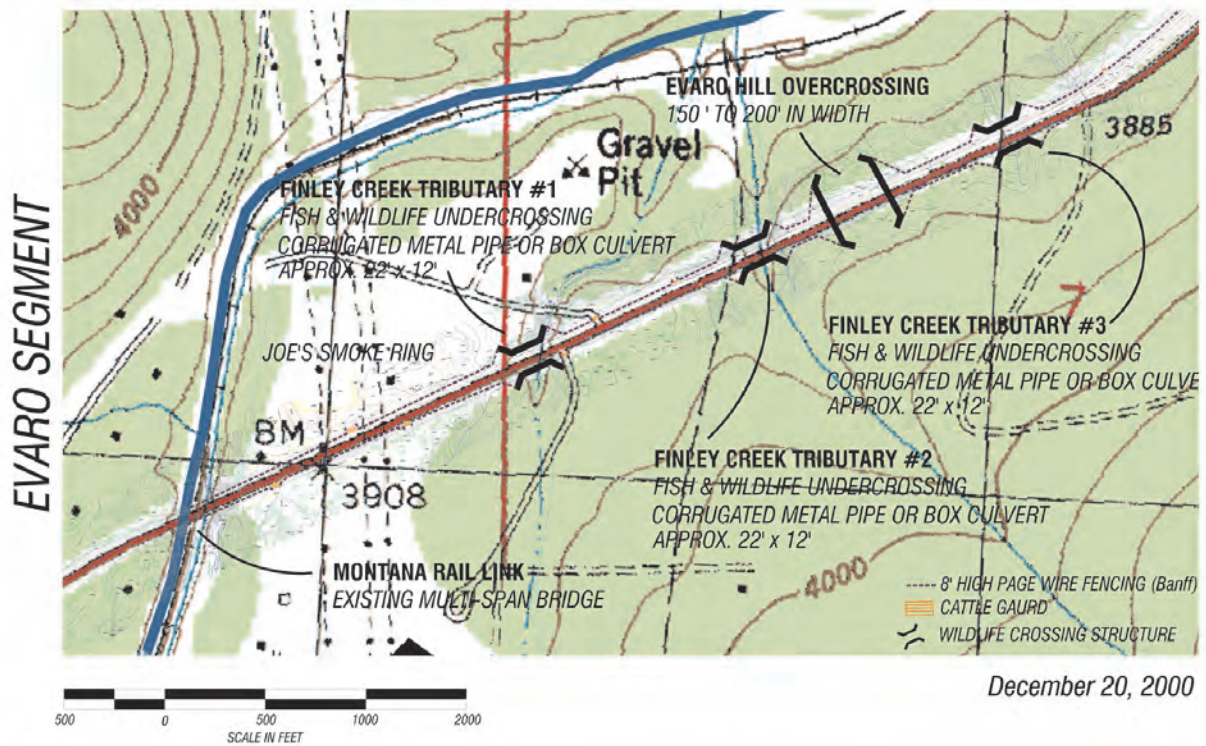 EVARO SEGMENT
EVARO HILL OVERCROSSING
150 ' TO 200' IN WIDTH
3885
Gravel
Pit
4000
FINLEY CREEK TRIBUTARY #1
FISH & WILDLIFE UNDERCROSSING
CORRUGATED METAL PIPE OR BOX CULVERT
APPROX. 22' x 12'
7
FINLEY CREEK TRIBUTARY #3
FISH & WILDLIFE UNDERCROSSING
CORRUGATED METAL PIPE OR BOX CULVE
APPROX. 22' x 12'
JOE'S SMOKE RING
BM
3908
FINLEY CREEK TRIBUTARY #2
FISH & WILDLIFE UNDERCROSSING
CORRUGATED METAL PIPE OR BOX CULVERT
APPROX. 22' x 12'
MONTANA RAIL LINK
EXISTING MULTI-SPAN BRIDGE
4000
8' HIGH PAGE WIRE FENCING (Banff)
CATTLE GAURD
WILDLIFE CROSSING STRUCTURE
December 20, 2000
500 0 500 1000 2000
SCALE IN FEET